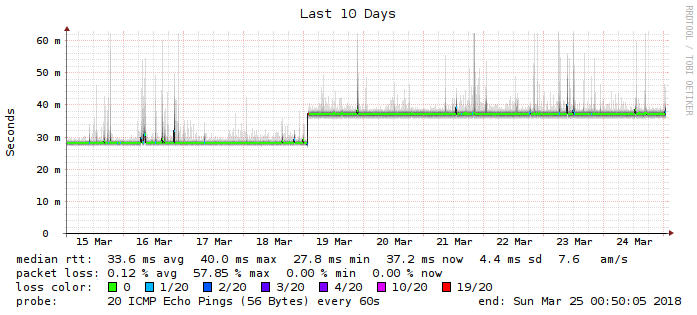 Last 10 Days
RRDTOOL / TOBI OETIKER
Seconds
60 m
50 m
40 m
30 m
20 m
10 m
0
15 Mar 16 Mar 17 Mar 18 Mar 19 Mar 20 Mar 21 Mar 22 Mar 23 Mar 24 Mar
median rtt: 33.6 ms avg 40.0 ms max 27.8 ms min 37.2 ms now 4.4 ms sd 7.6 am/s
packet loss: 0.12 % avg 57.85 % max 0.00 % min 0.00 % now
loss color: 0 1/20 2/20 3/20 4/20 10/20 19/20
probe: 20 ICMP Echo Pings (56 Bytes) every 60s end: Sun Mar 25 00:50:05 2018